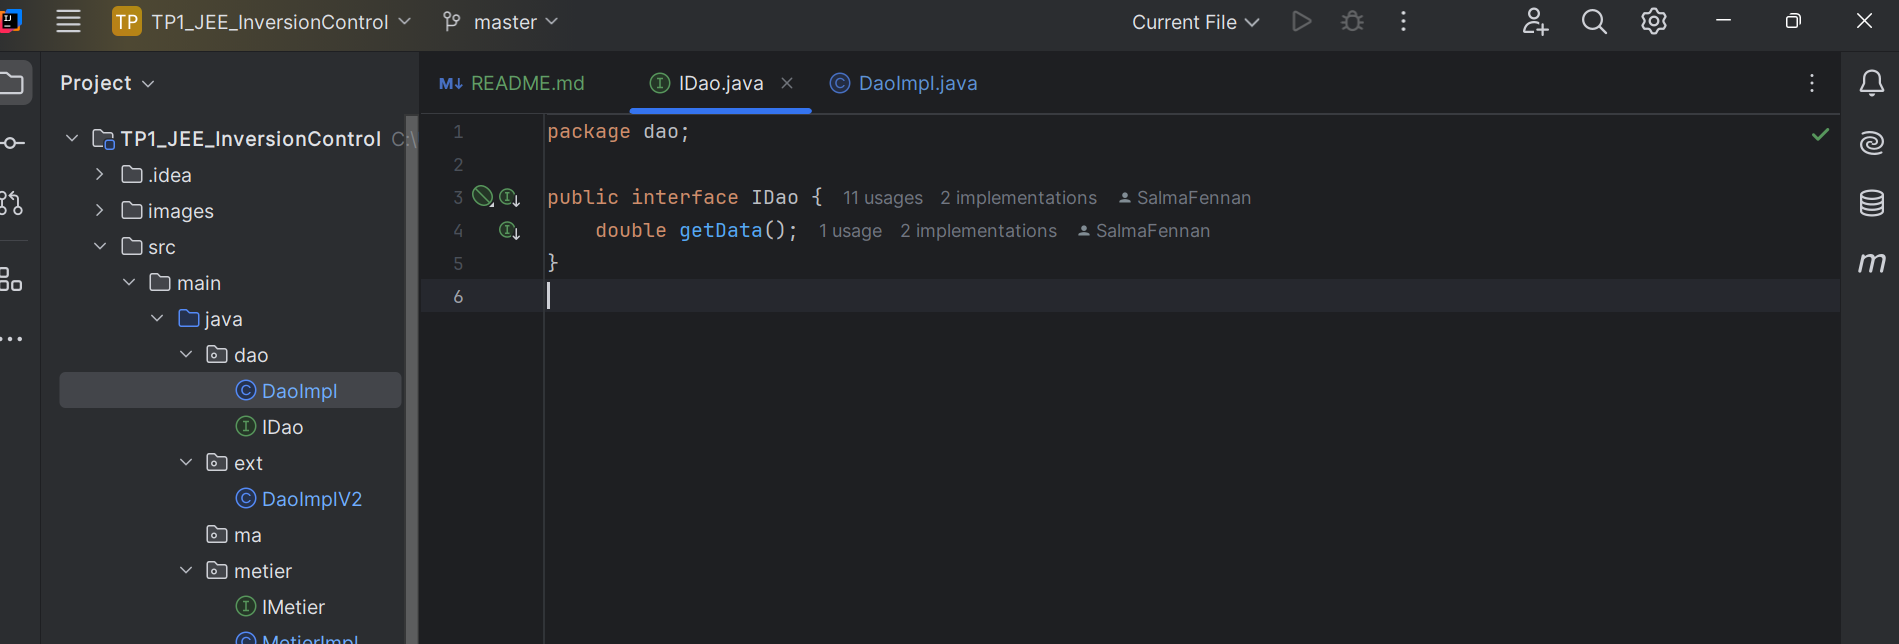 TP TP1_JEE_InversionControl master Current File
Project
README.md IDao.java DaoImpl.java
TP1_JEE_InversionControl C:\
.idea
images
src
main
java
dao
DaoImpl
IDao
ext
DaoImplV2
ma
metier
IMetier
MetierImpl
1 package dao;
2
3 public interface IDao { 11 usages 2 implementations SalmaFennan
4 double getData(); 1 usage 2 implementations SalmaFennan
5 }
6